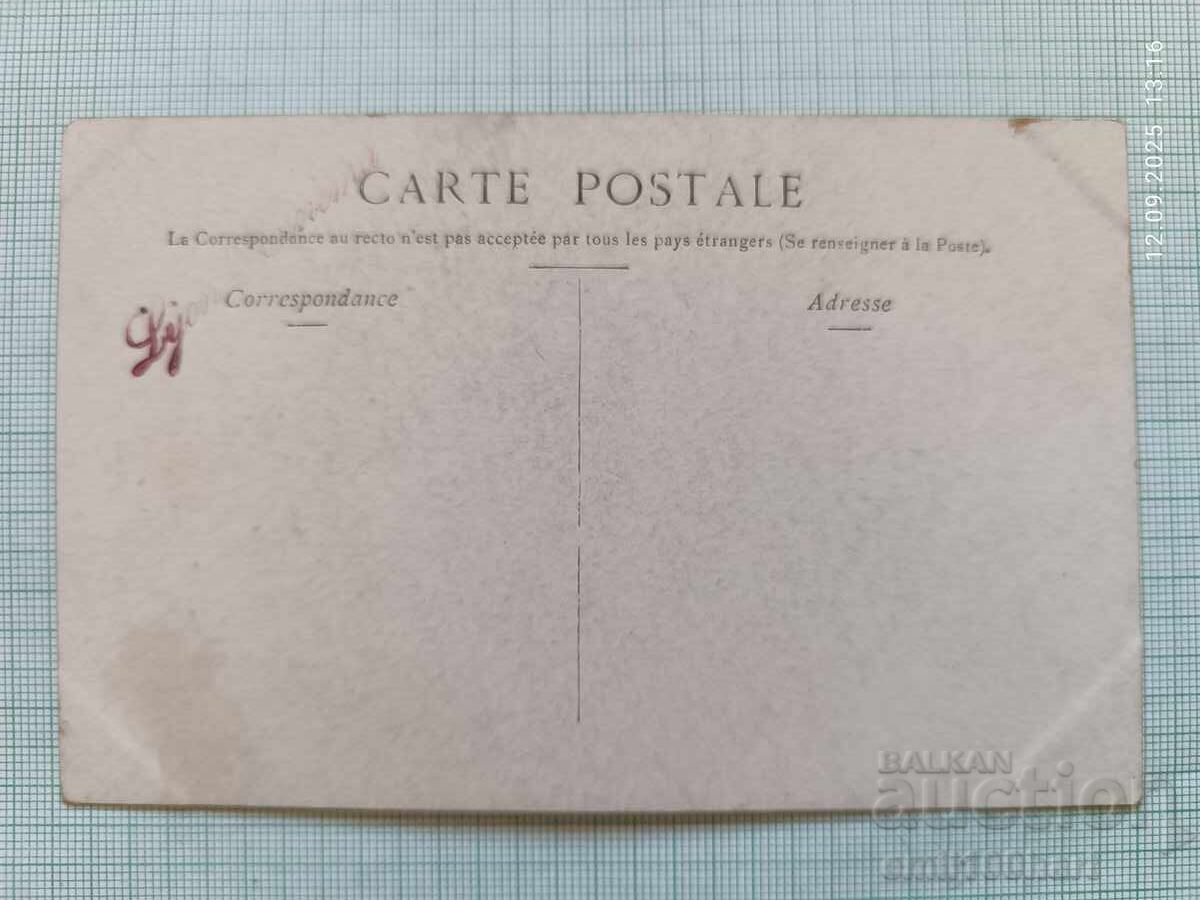 CARTE POSTALE
La Correspondance au recto n'est pas acceptée par tous les pays étrangers (Se renseigner à la Poste).
Correspondance
Adresse
12.09.2025 13:16
BALKAN
auction